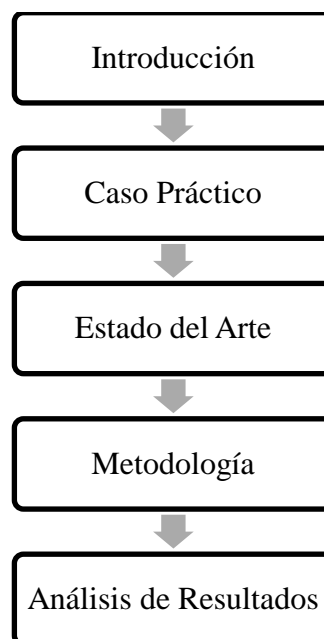 Introducción
Caso Práctico
Estado del Arte
Metodología
Análisis de Resultados